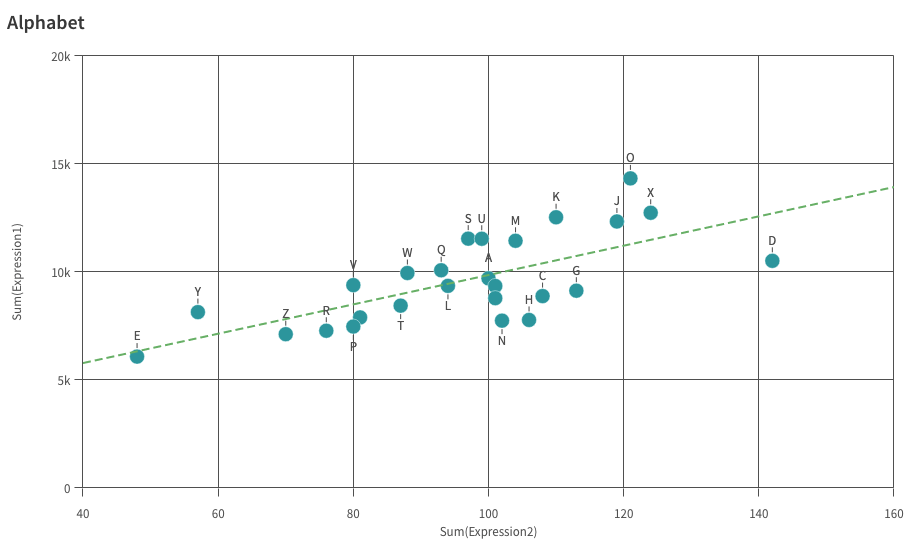 Alphabet
20k
15k
10k
5k
0
Sum(Expression1)
O
X
K
J
S U M
D
W Q
A
V
G
C
Y
L
H
Z R
T
N
P
E
40 60 80 100 120 140 160
Sum(Expression2)